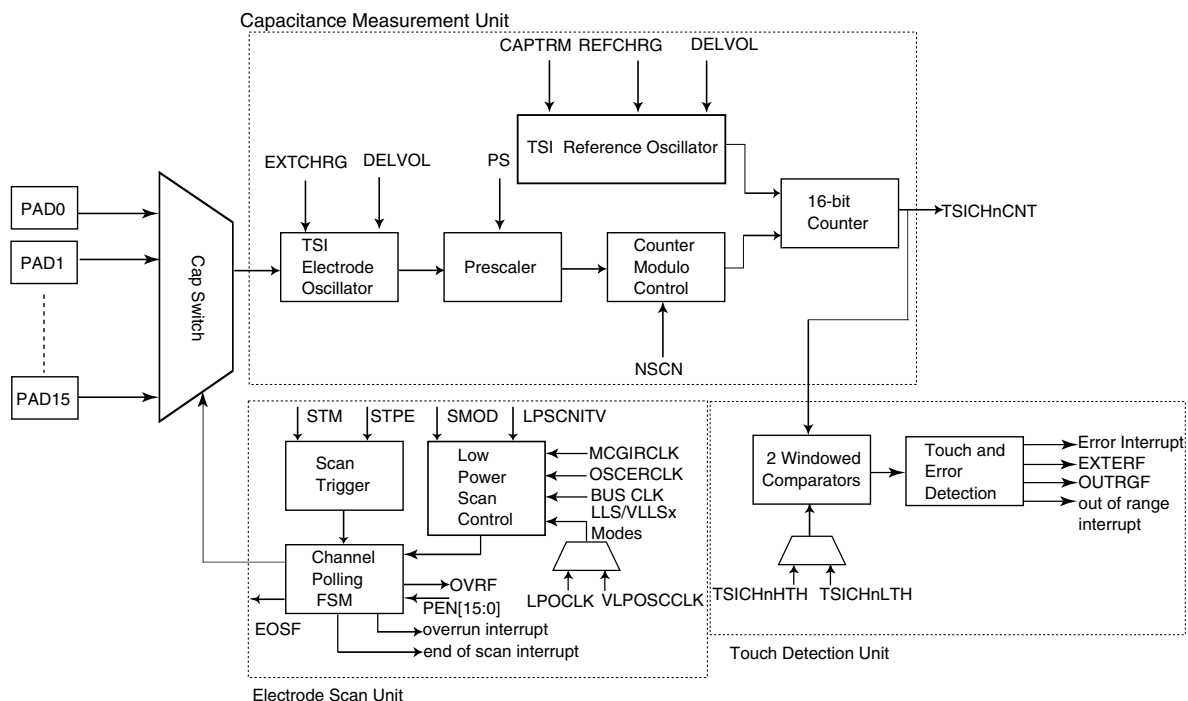 Capacitance Measurement Unit
CAPTRM REFCHRG DELVOL
TSI Reference Oscillator
EXTCHRG DELVOL PS
PAD0
PAD1
PAD15
Cap Switch
TSI
Electrode
Oscillator
Prescaler
Counter
Modulo
Control
NSCN
16-bit
Counter
TSICHnCNT
STM STPE SMOD LPSCNITV
Scan
Trigger
Low
Power
Scan
Control
MCGIRCLK
OSCERCLK
BUS CLK
LLS/VLLSx
Modes
LPOCLK VLPOSCCLK
Channel
Polling
FSM
OVRF
PEN[15:0]
EOSF
overrun interrupt
end of scan interrupt
Electrode Scan Unit
2 Windowed
Comparators
Touch and
Error
Detection
Error Interrupt
EXTERF
OUTRGF
out of range
interrupt
TSICHnHTH TSICHnLTH
Touch Detection Unit